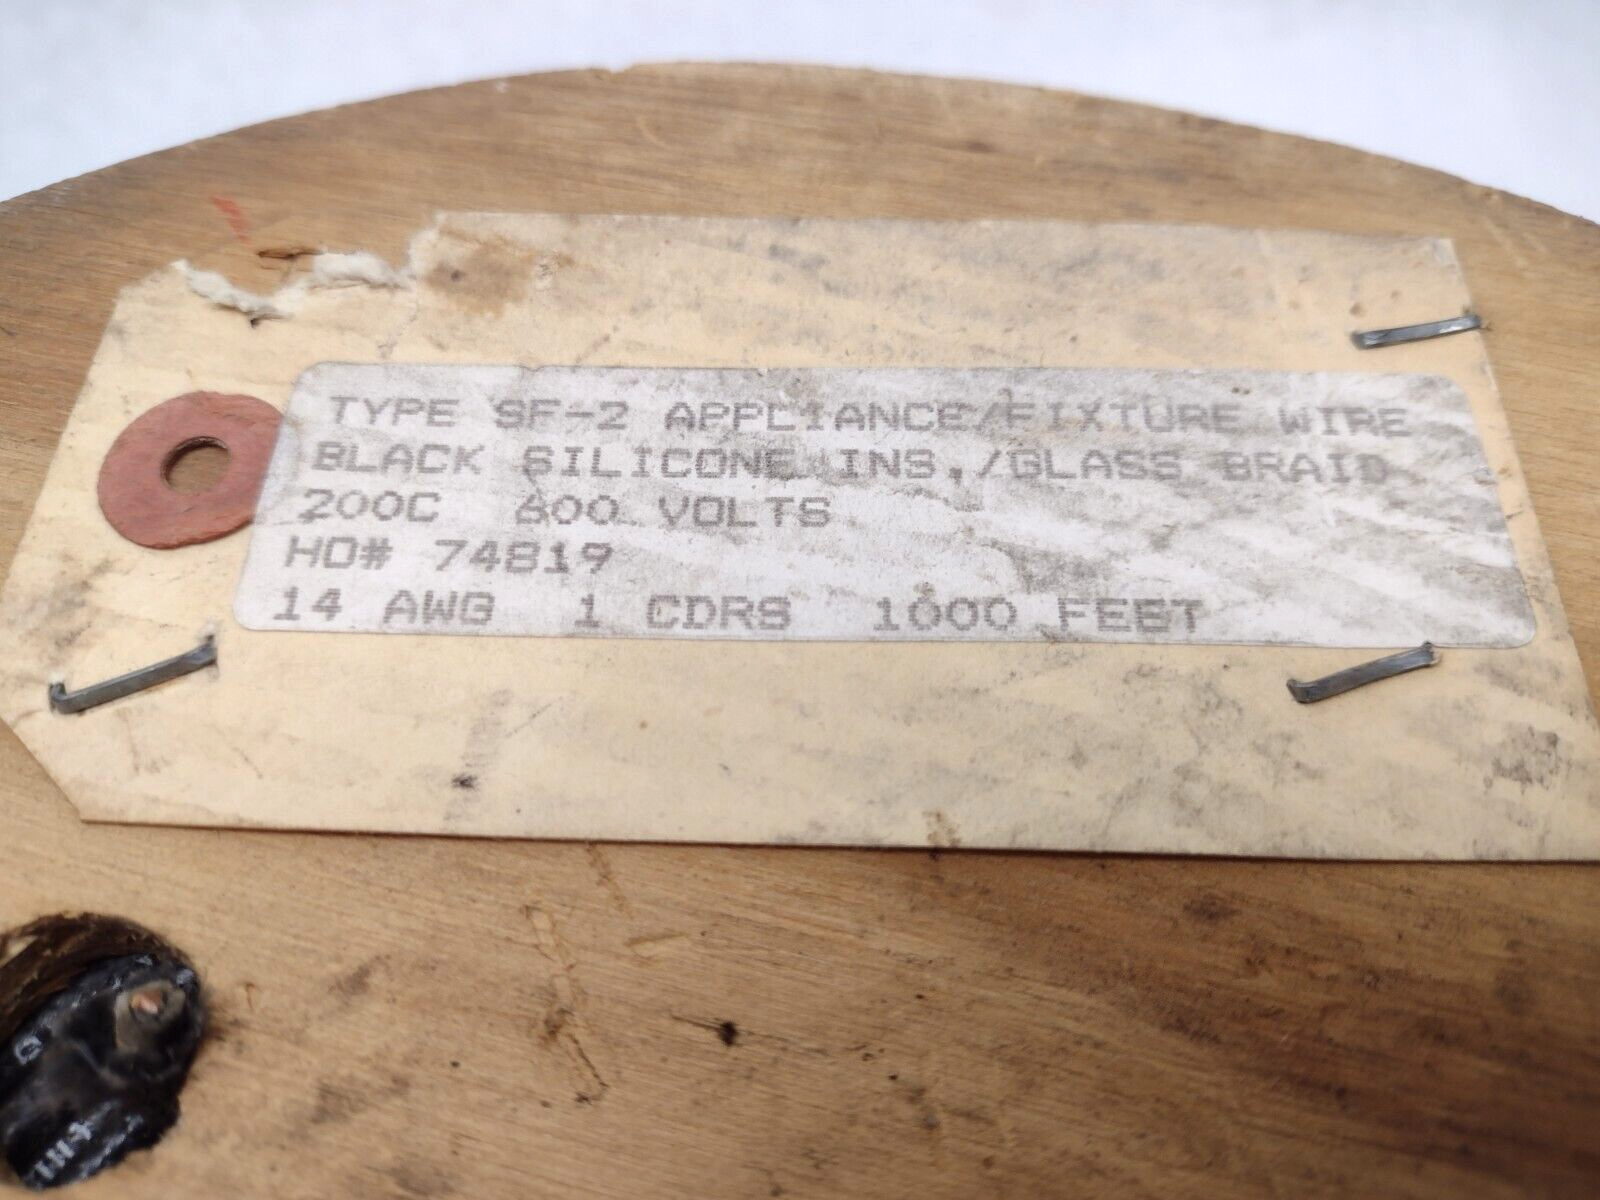 TYPE SF-2 APPLIANCE/FIXTURE WIRE
BLACK SILICONE INS./GLASS BRAID
200C 600 VOLTS
HO# 74819
14 AWG 1 CDRS 1000 FEET